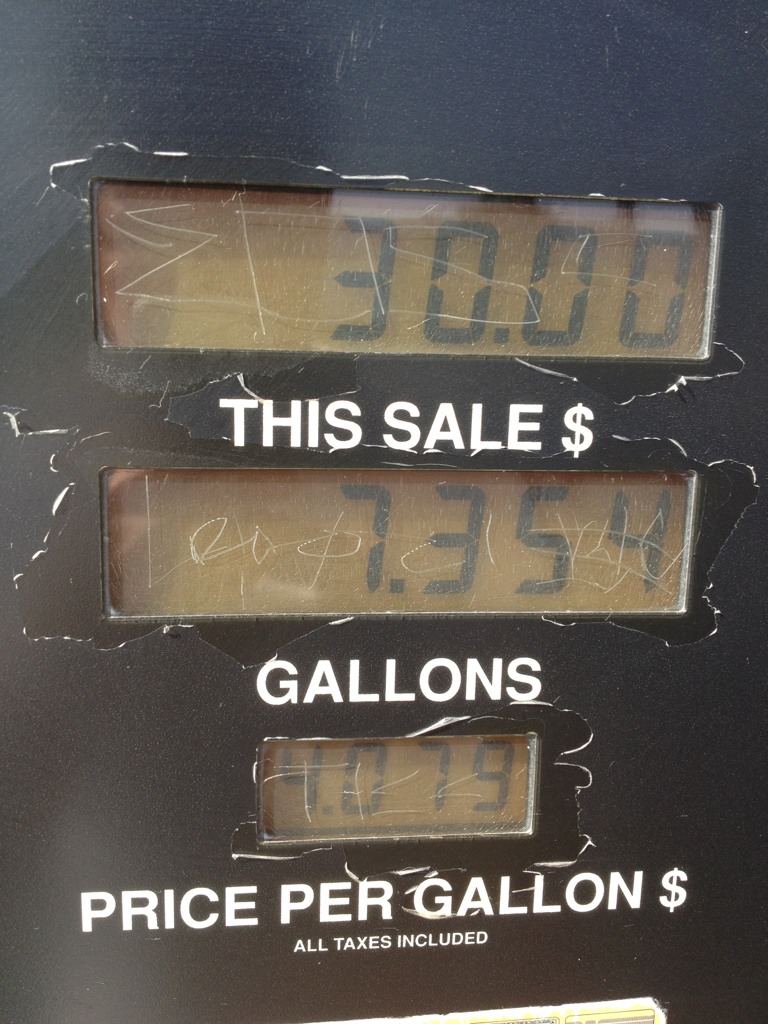 30.00
THIS SALE $
7.354
GALLONS
4.079
PRICE PER GALLON $
ALL TAXES INCLUDED